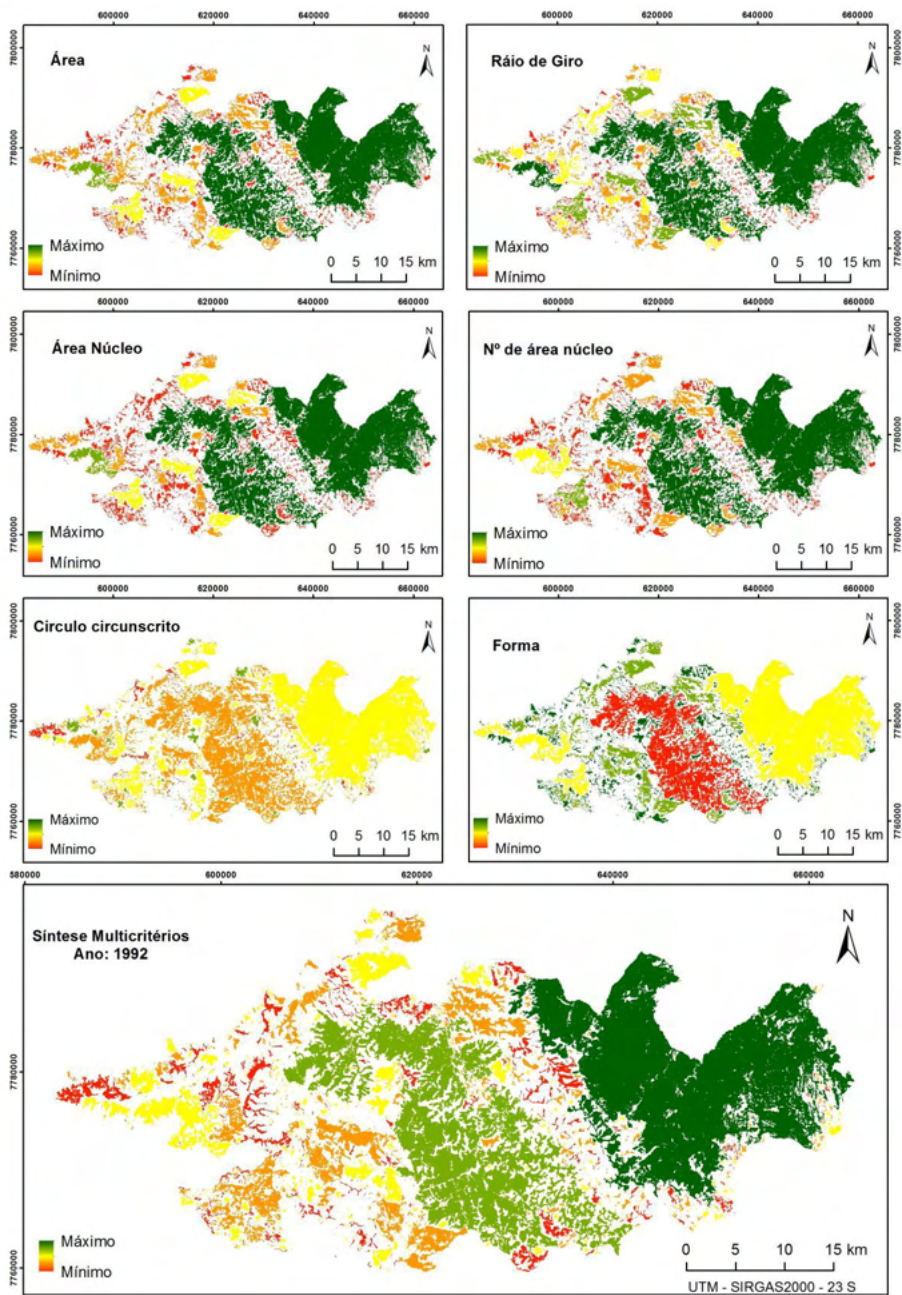 600000 620000 640000 660000
7800000
7780000
7760000
Área
N
Máximo
Mínimo
0 5 10 15 km
600000 620000 640000 660000
7800000
7780000
7760000
Ráio de Giro
N
Máximo
Mínimo
0 5 10 15 km
600000 620000 640000 660000
7800000
7780000
7760000
Área Núcleo
N
Máximo
Mínimo
0 5 10 15 km
600000 620000 640000 660000
7800000
7780000
7760000
Nº de área núcleo
N
Máximo
Mínimo
0 5 10 15 km
600000 620000 640000 660000
7800000
7780000
7760000
Circulo circunscrito
N
Máximo
Mínimo
0 5 10 15 km
600000 620000 640000 660000
7800000
7780000
7760000
Forma
N
Máximo
Mínimo
0 5 10 15 km
580000 600000 620000 640000 660000
7780000
7760000
Síntese Multicritérios
Ano: 1992
N
Máximo
Mínimo
0 5 10 15 km
UTM - SIRGAS2000 - 23 S